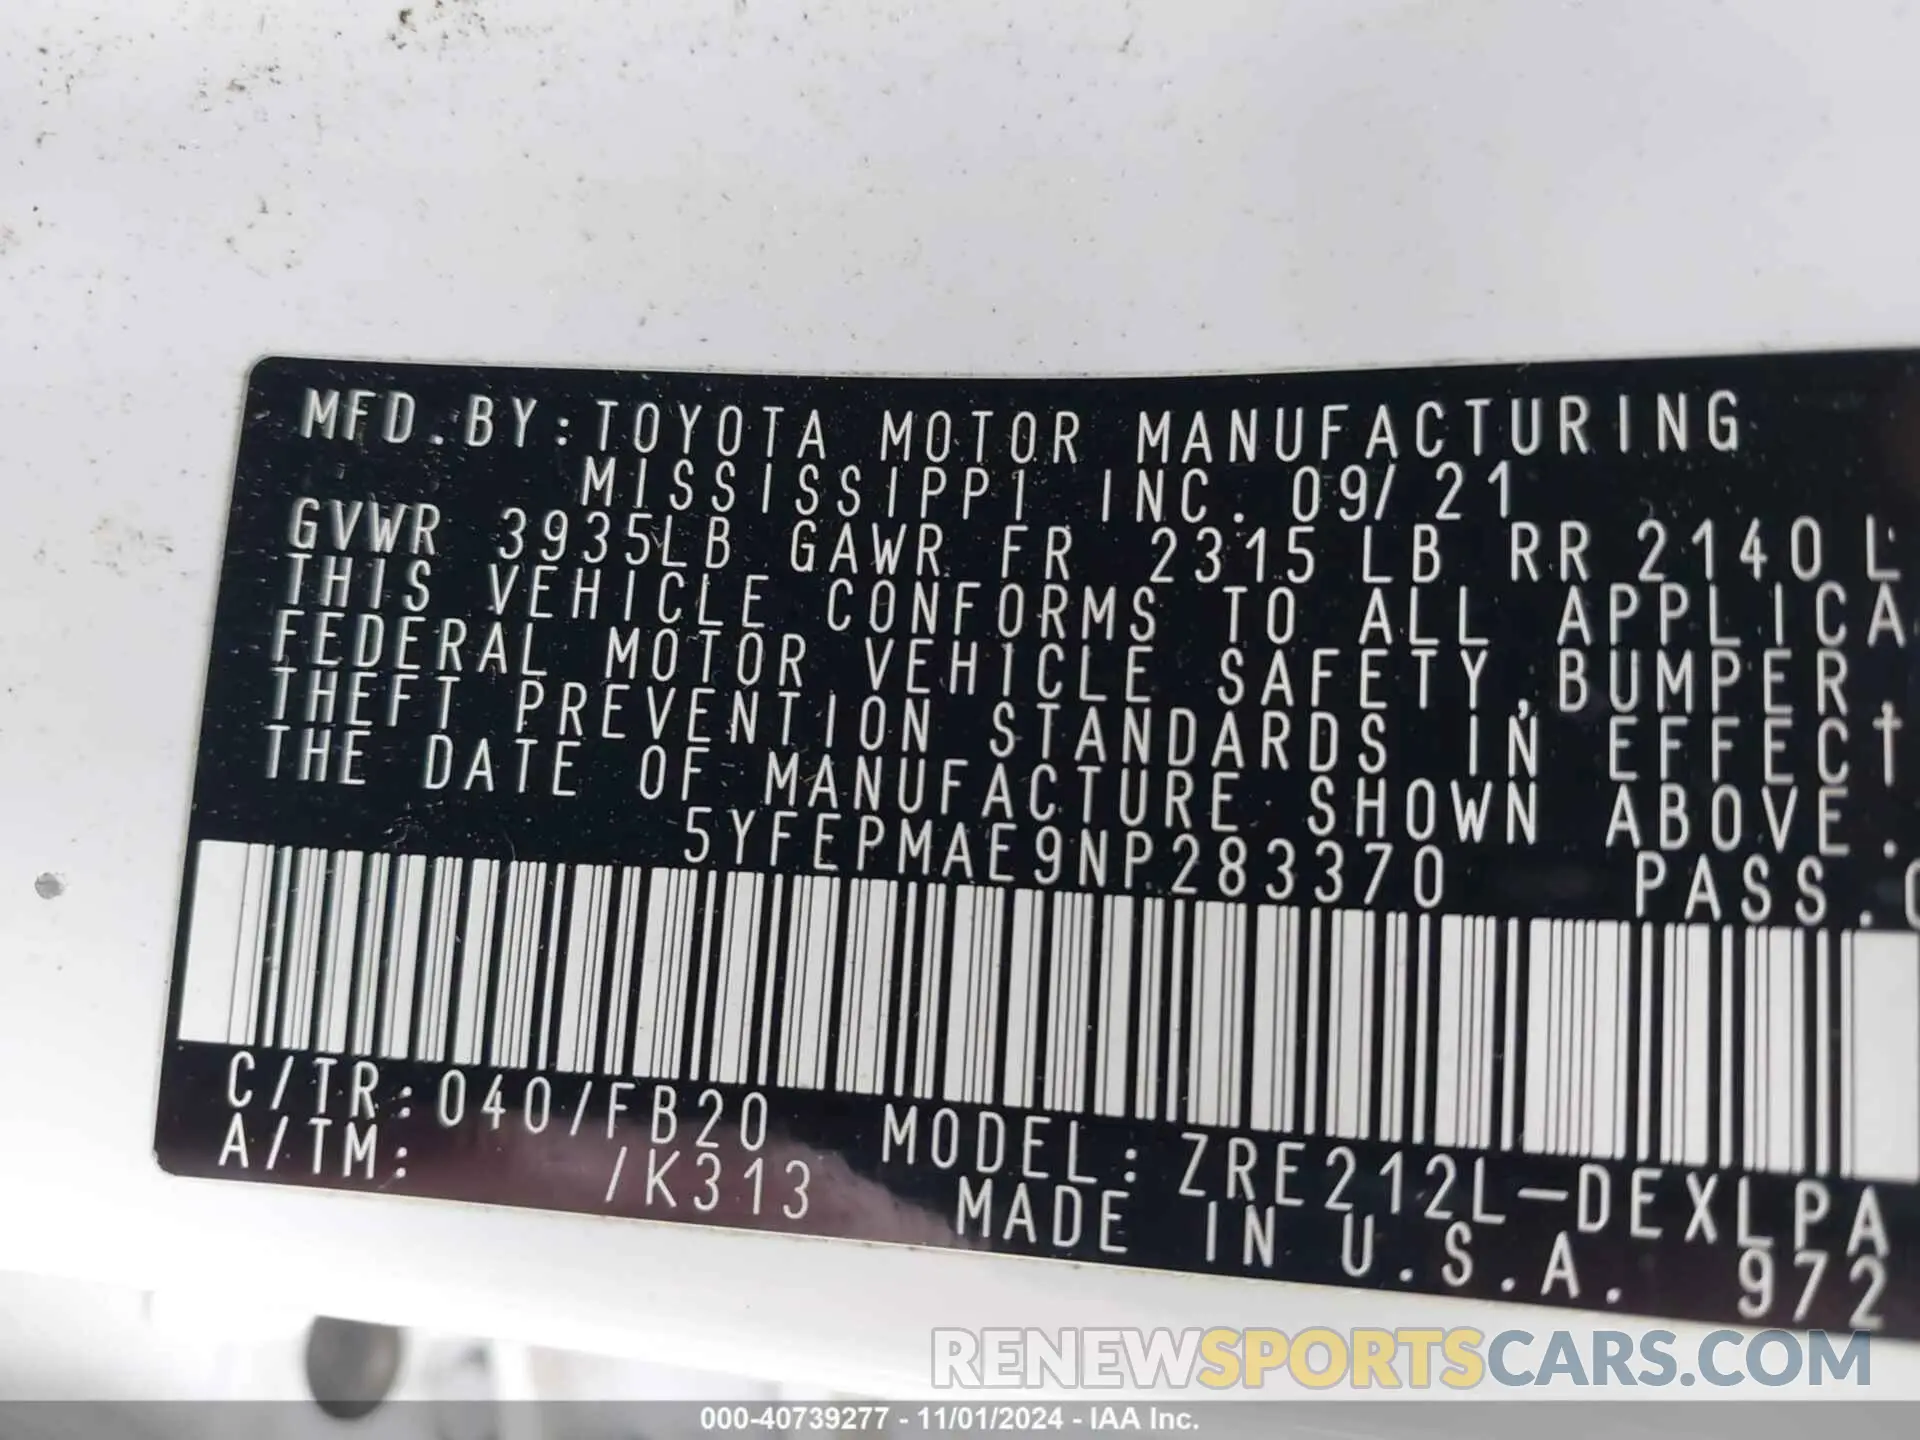 MFD.BY:TOYOTA MOTOR MANUFACTURING
MISSISSIPPI INC. 09/21
GVWR 3935LB GAWR FR 2315LB RR 2140L
THIS VEHICLE CONFORMS TO ALL APPLICA
FEDERAL MOTOR VEHICLE SAFETY,BUMPER,
THEFT PREVENTION STANDARDS IN EFFECT
THE DATE OF MANUFACTURE SHOWN ABOVE.
5YFEPMAE9NP283370 PASS.
C/TR:040/FB20 MODEL:ZRE212L-DEXLPA
A/TM: /K313 MADE IN U.S.A. 972
RENEWSPORTSCARS.COM
000-40739277 - 11/01/2024 - IAA Inc.